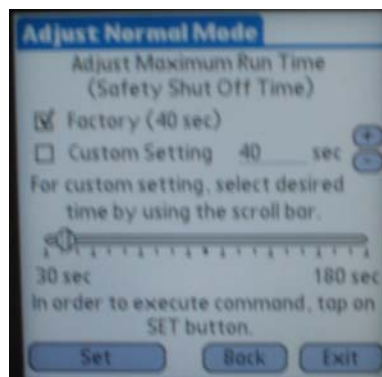 Adjust Normal Mode
Adjust Maximum Run Time
(Safety Shut Off Time)
Factory (40 sec)
Custom Setting 40 sec
+
-
For custom setting, select desired
time by using the scroll bar.
30 sec 180 sec
In order to execute command, tap on
SET button.
Set Back Exit